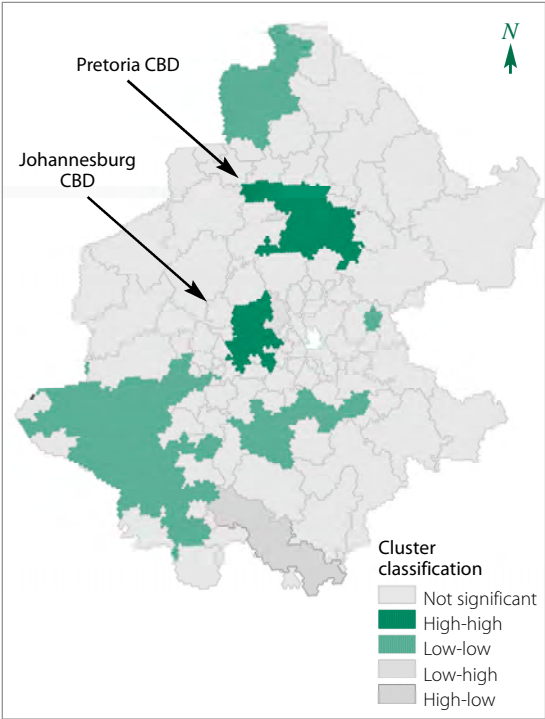 N
Pretoria CBD
Johannesburg
CBD
Cluster
classification
Not significant
High-high
Low-low
Low-high
High-low